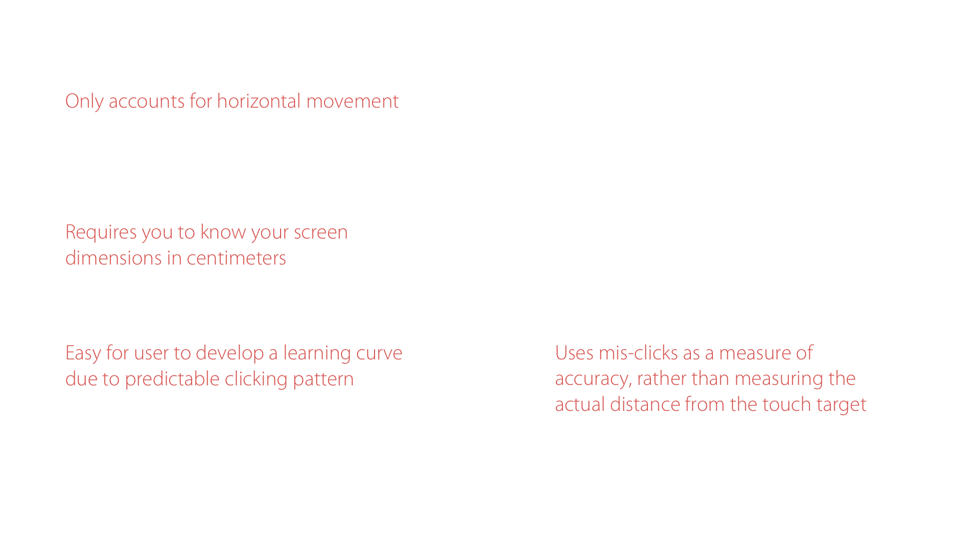 Only accounts for horizontal movement
Requires you to know your screen
dimensions in centimeters
Easy for user to develop a learning curve
due to predictable clicking pattern
Uses mis-clicks as a measure of
accuracy, rather than measuring the
actual distance from the touch target